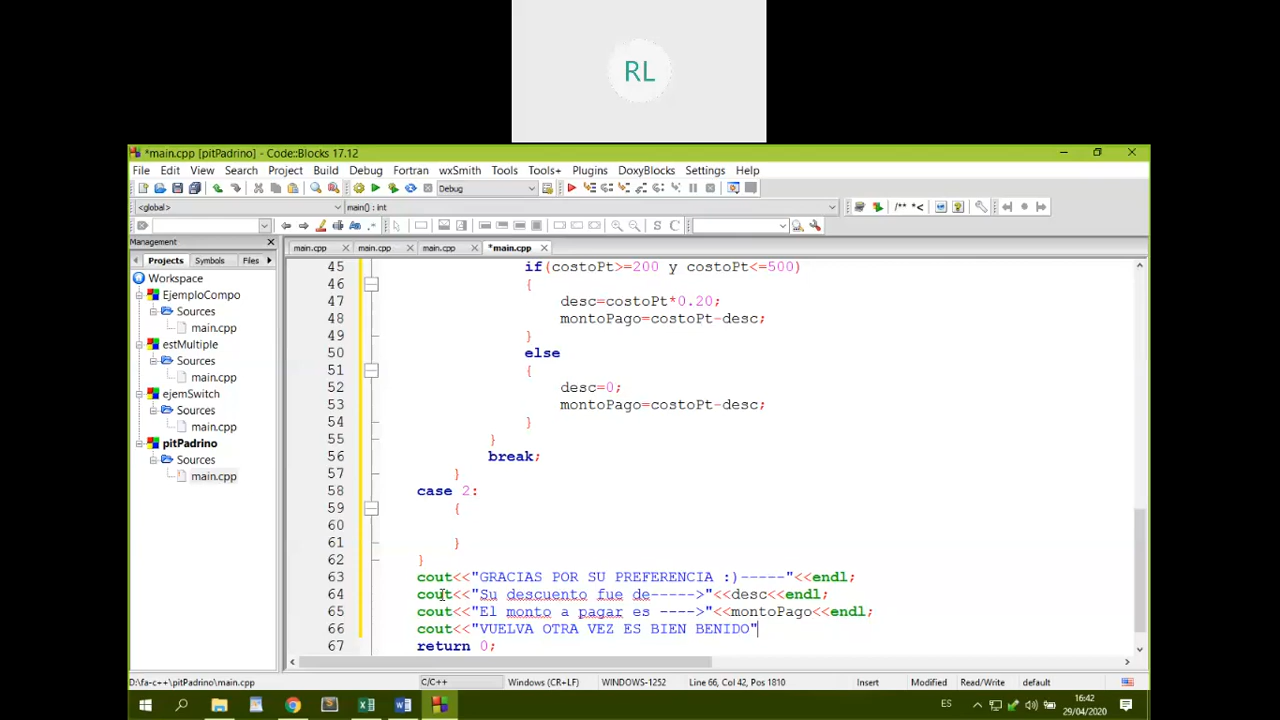 RL
*main.cpp [pitPadrino] - Code::Blocks 17.12
File Edit View Search Project Build Debug Fortran wxSmith Tools Tools+ Plugins DoxyBlocks Settings Help
Debug
<global> main() : int
/** *<
Management
Projects Symbols Files
main.cpp main.cpp main.cpp *main.cpp
Workspace
EjemploCompo
Sources
main.cpp
estMultiple
Sources
main.cpp
ejemSwitch
Sources
main.cpp
pitPadrino
Sources
main.cpp
45 if(costoPt>=200 y costoPt<=500)
46 {
47 desc=costoPt*0.20;
48 montoPago=costoPt-desc;
49 }
50 else
51 {
52 desc=0;
53 montoPago=costoPt-desc;
54 }
55 }
56 break;
57 }
58 case 2:
59 {
60
61 }
62 }
63 cout<<"GRACIAS POR SU PREFERENCIA :)-----"<<endl;
64 cout<<"Su descuento fue de----->"<<desc<<endl;
65 cout<<"El monto a pagar es ---->"<<montoPago<<endl;
66 cout<<"VUELVA OTRA VEZ ES BIEN BENIDO"
67 return 0;
D:\fa-c++\pitPadrino\main.cpp C/C++ Windows (CR+LF) WINDOWS-1252 Line 66, Col 42, Pos 1810 Insert Modified Read/Write default
ES 16:42
29/04/2020